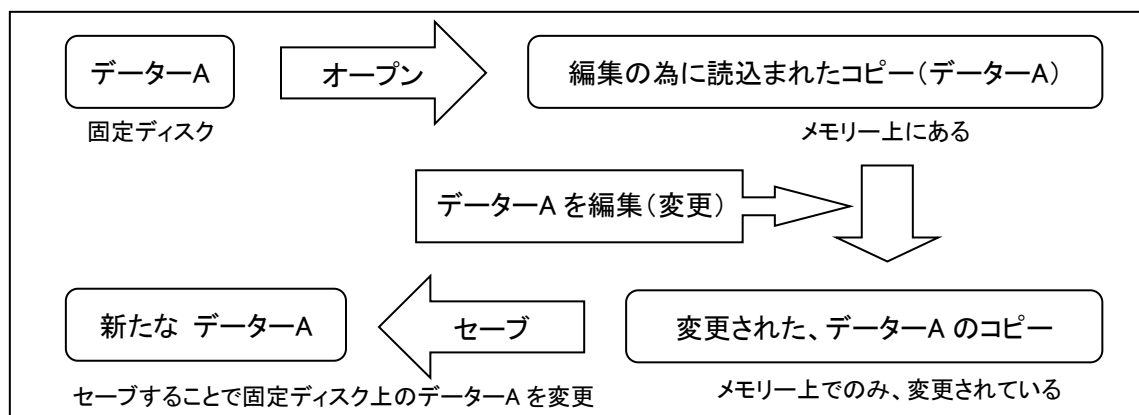 データーA
オープン
編集の為に読込まれたコピー(データーA)
固定ディスク
メモリー上にある
データーA を編集(変更)
新たな データーA
セーブ
変更された、データーA のコピー
セーブすることで固定ディスク上のデーターA を変更
メモリー上でのみ、変更されている